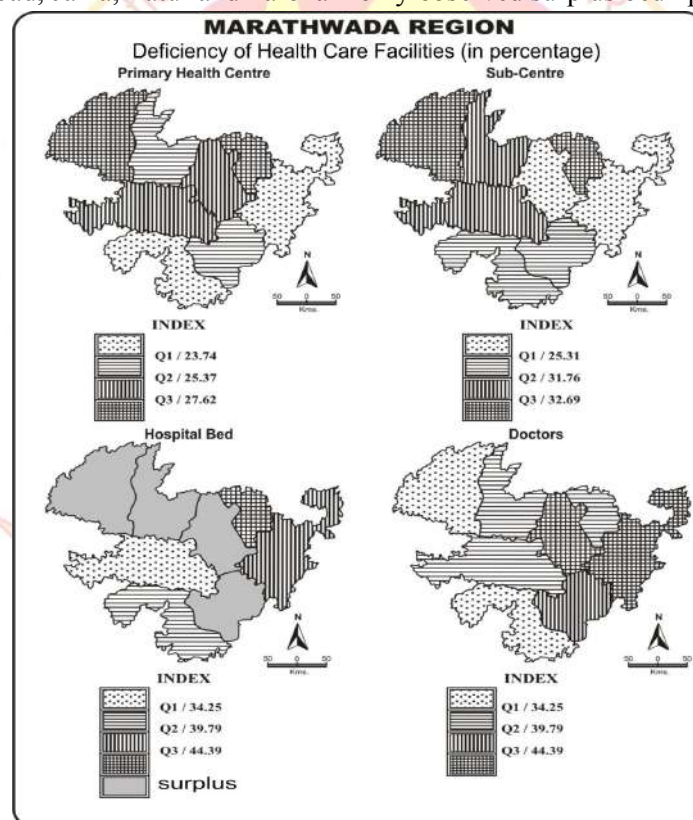 MARATHWADA REGION
Deficiency of Health Care Facilities (in percentage)
Primary Health Centre
Sub-Centre
N
50 0 50
Kms.
N
50 0 50
Kms.
INDEX
Q1 / 23.74
Q2 / 25.37
Q3 / 27.62
INDEX
Q1 / 25.31
Q2 / 31.76
Q3 / 32.69
Hospital Bed
Doctors
N
50 0 50
Kms.
N
50 0 50
Kms.
INDEX
Q1 / 34.25
Q2 / 39.79
Q3 / 44.39
surplus
INDEX
Q1 / 34.25
Q2 / 39.79
Q3 / 44.39